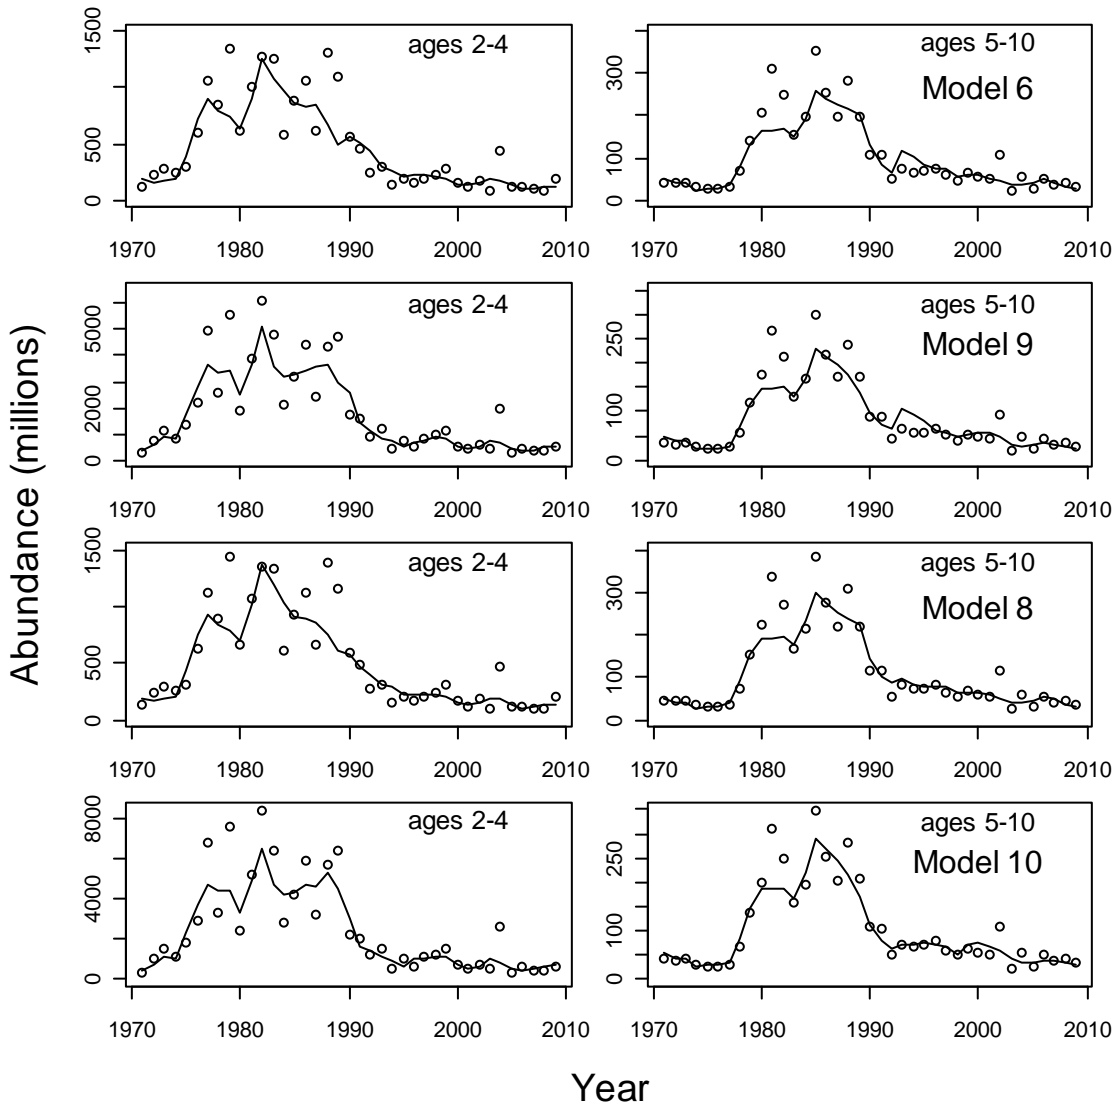 Abundance (millions)
ages 2-4
0 500 1500
1970 1980 1990 2000 2010
ages 5-10
Model 6
0 100 300
1970 1980 1990 2000 2010
ages 2-4
0 2000 5000
1970 1980 1990 2000 2010
ages 5-10
Model 9
0 100 250
1970 1980 1990 2000 2010
ages 2-4
0 500 1500
1970 1980 1990 2000 2010
ages 5-10
Model 8
0 100 300
1970 1980 1990 2000 2010
ages 2-4
0 4000 8000
1970 1980 1990 2000 2010
ages 5-10
Model 10
0 100 250
1970 1980 1990 2000 2010
Year